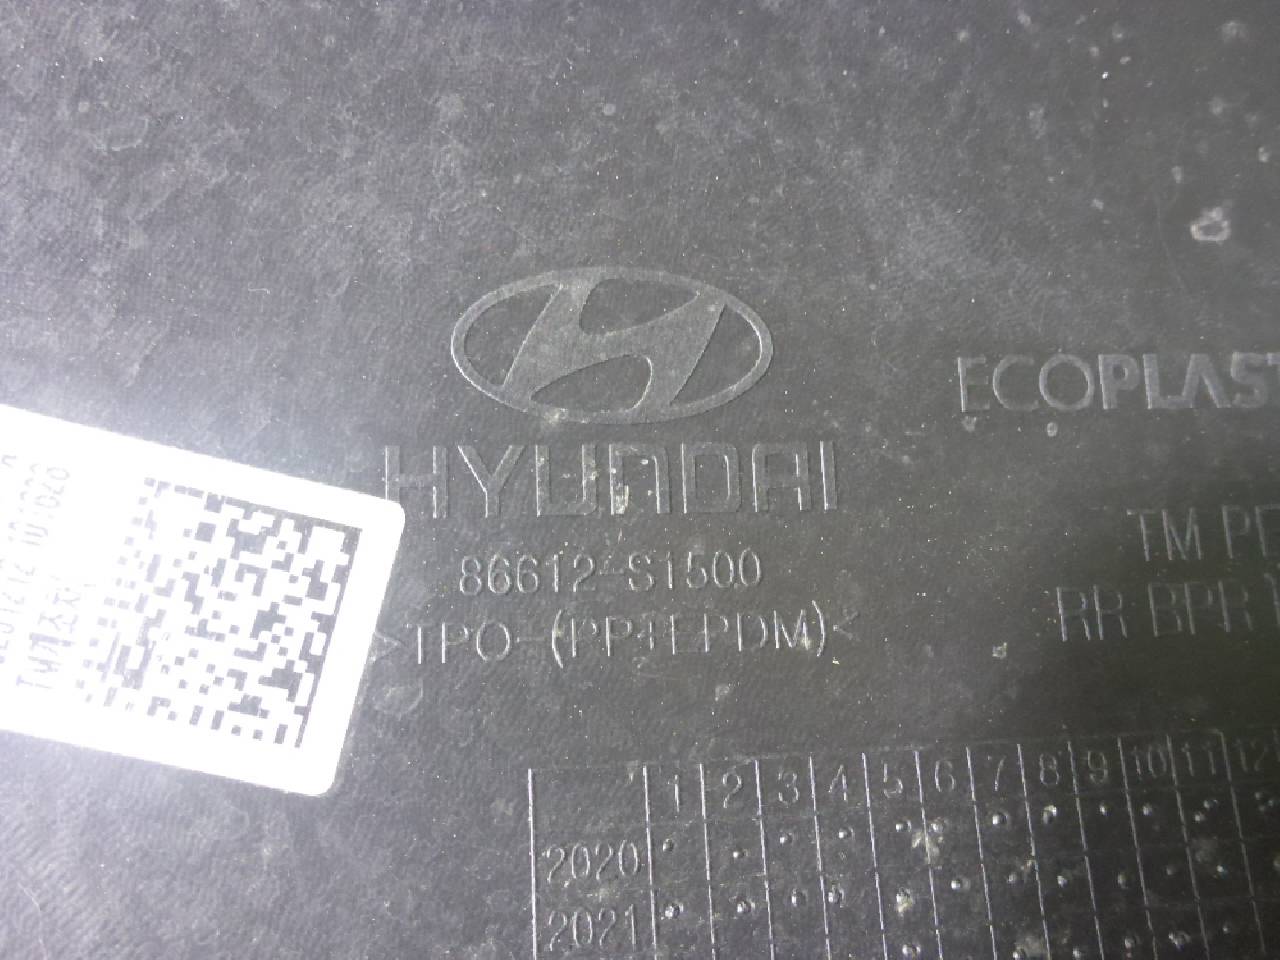 HYUNDAI
86612-S1500
>TPO-(PP+EPDM)<
ECOPLAST
TM PE
RR BPR
1 2 3 4 5 6 7 8 9 10 11 12
2020
2021